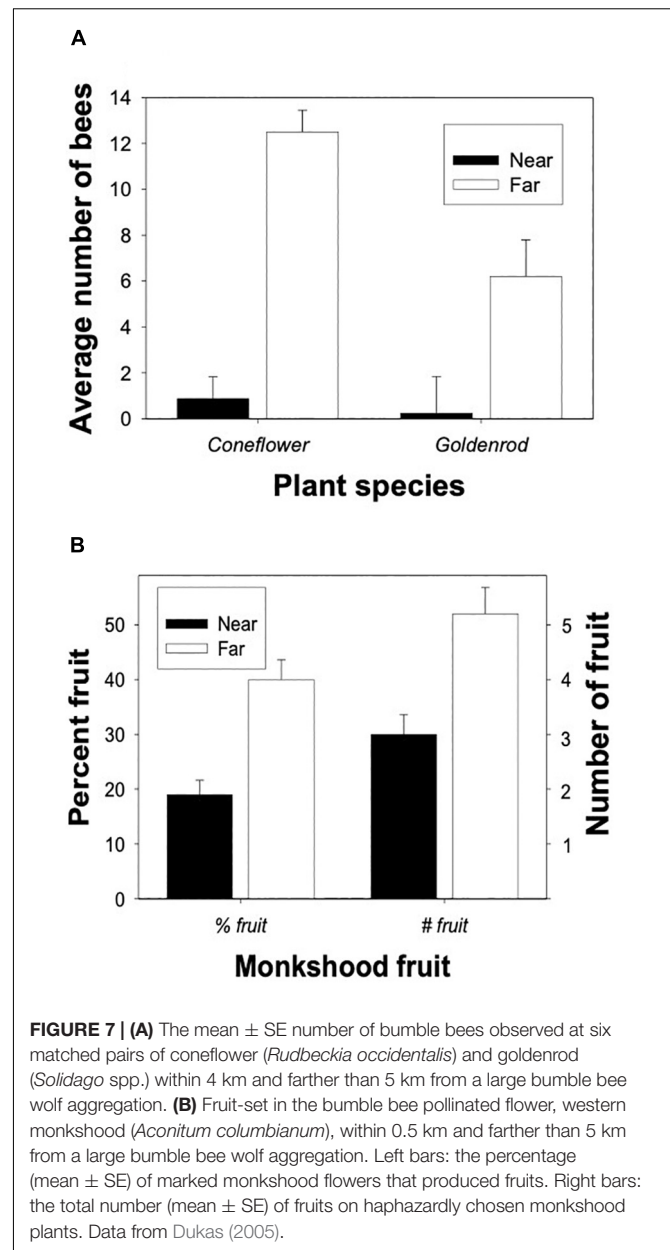 A
Average number of bees
14
12
10
8
6
4
2
0
Near
Far
Coneflower
Goldenrod
Plant species
B
Percent fruit
50
40
30
20
10
0
Near
Far
5
4
3
2
1
Number of fruit
% fruit
# fruit
Monkshood fruit
FIGURE 7 | (A) The mean ± SE number of bumble bees observed at six
matched pairs of coneflower (Rudbeckia occidentalis) and goldenrod
(Solidago spp.) within 4 km and farther than 5 km from a large bumble bee
wolf aggregation. (B) Fruit-set in the bumble bee pollinated flower, western
monkshood (Aconitum columbianum), within 0.5 km and farther than 5 km
from a large bumble bee wolf aggregation. Left bars: the percentage
(mean ± SE) of marked monkshood flowers that produced fruits. Right bars:
the total number (mean ± SE) of fruits on haphazardly chosen monkshood
plants. Data from Dukas (2005).